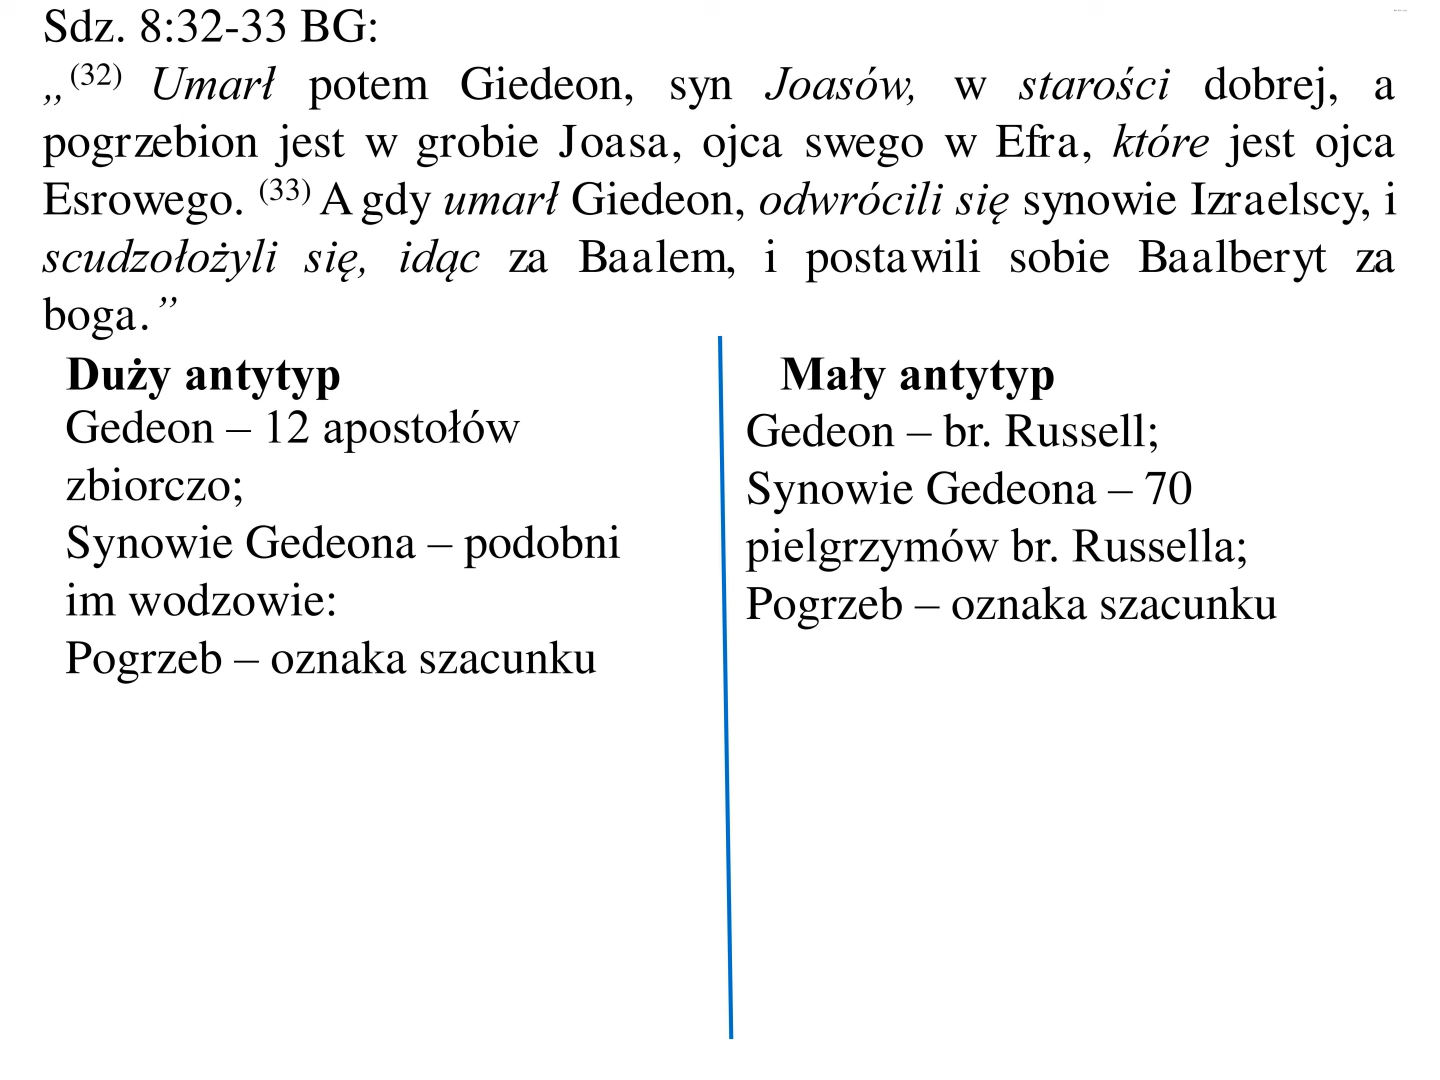 Sdz. 8:32-33 BG:
„(32) Umarł potem Giedeon, syn Joasów, w starości dobrej, a
pogrzebion jest w grobie Joasa, ojca swego w Efra, które jest ojca
Esrowego. (33) A gdy umarł Giedeon, odwrócili się synowie Izraelscy, i
scudzołożyli się, idąc za Baalem, i postawili sobie Baalberyt za
boga.”
Duży antytyp
Gedeon – 12 apostołów
zbiorczo;
Synowie Gedeona – podobni
im wodzowie:
Pogrzeb – oznaka szacunku
Mały antytyp
Gedeon – br. Russell;
Synowie Gedeona – 70
pielgrzymów br. Russella;
Pogrzeb – oznaka szacunku